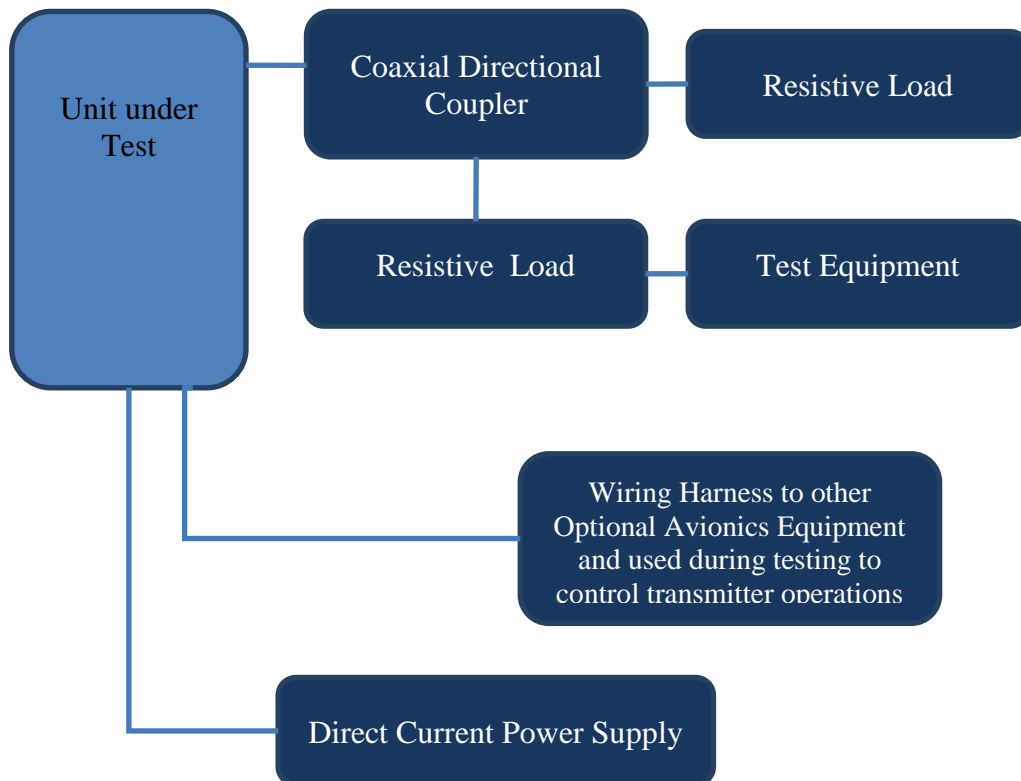 Unit under
Test
Coaxial Directional
Coupler
Resistive Load
Resistive  Load
Test Equipment
Wiring Harness to other
Optional Avionics Equipment
and used during testing to
control transmitter operations
Direct Current Power Supply